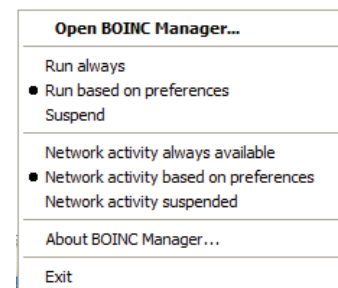 Open BOINC Manager...
Run always
Run based on preferences
Suspend
Network activity always available
Network activity based on preferences
Network activity suspended
About BOINC Manager...
Exit